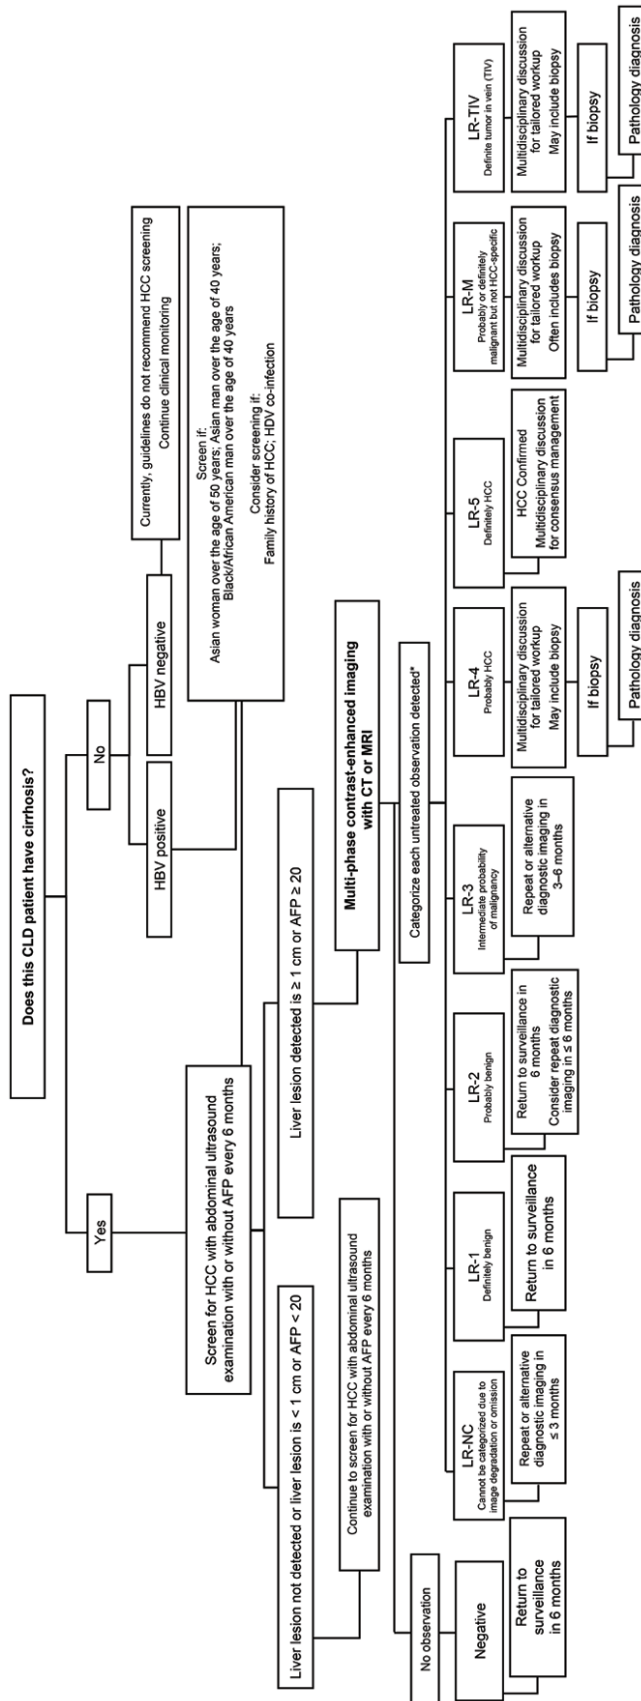 Does this CLD patient have cirrhosis?
Yes
No
HBV positive
HBV negative
Currently, guidelines do not recommend HCC screening
Continue clinical monitoring
Screen if:
Asian woman over the age of 50 years; Asian man over the age of 40 years;
Black/African American man over the age of 40 years
Consider screening if:
Family history of HCC; HDV co-infection
Screen for HCC with abdominal ultrasound
examination with or without AFP every 6 months
Liver lesion not detected or liver lesion is < 1 cm or AFP < 20
Liver lesion detected is ≥ 1 cm or AFP ≥ 20
Continue to screen for HCC with abdominal ultrasound
examination with or without AFP every 6 months
Multi-phase contrast-enhanced imaging
with CT or MRI
No observation
Categorize each untreated observation detected*
Negative
Return to
surveillance
in 6 months
LR-NC
Cannot be categorized due to
image degradation or omission
Repeat or alternative
diagnostic imaging in
≤ 3 months
LR-1
Definitely benign
Return to surveillance
in 6 months
LR-2
Probably benign
Return to surveillance in
6 months
Consider repeat diagnostic
imaging in ≤ 6 months
LR-3
Intermediate probability
of malignancy
Repeat or alternative
diagnostic imaging in
3–6 months
LR-4
Probably HCC
Multidisciplinary discussion
for tailored workup
May include biopsy
If biopsy
Pathology diagnosis
LR-5
Definitely HCC
HCC Confirmed
Multidisciplinary discussion
for consensus management
LR-M
Probably or definitely
malignant but not HCC-specific
Multidisciplinary discussion
for tailored workup
Often includes biopsy
If biopsy
Pathology diagnosis
LR-TIV
Definite tumor in vein (TIV)
Multidisciplinary discussion
for tailored workup
May include biopsy
If biopsy
Pathology diagnosis